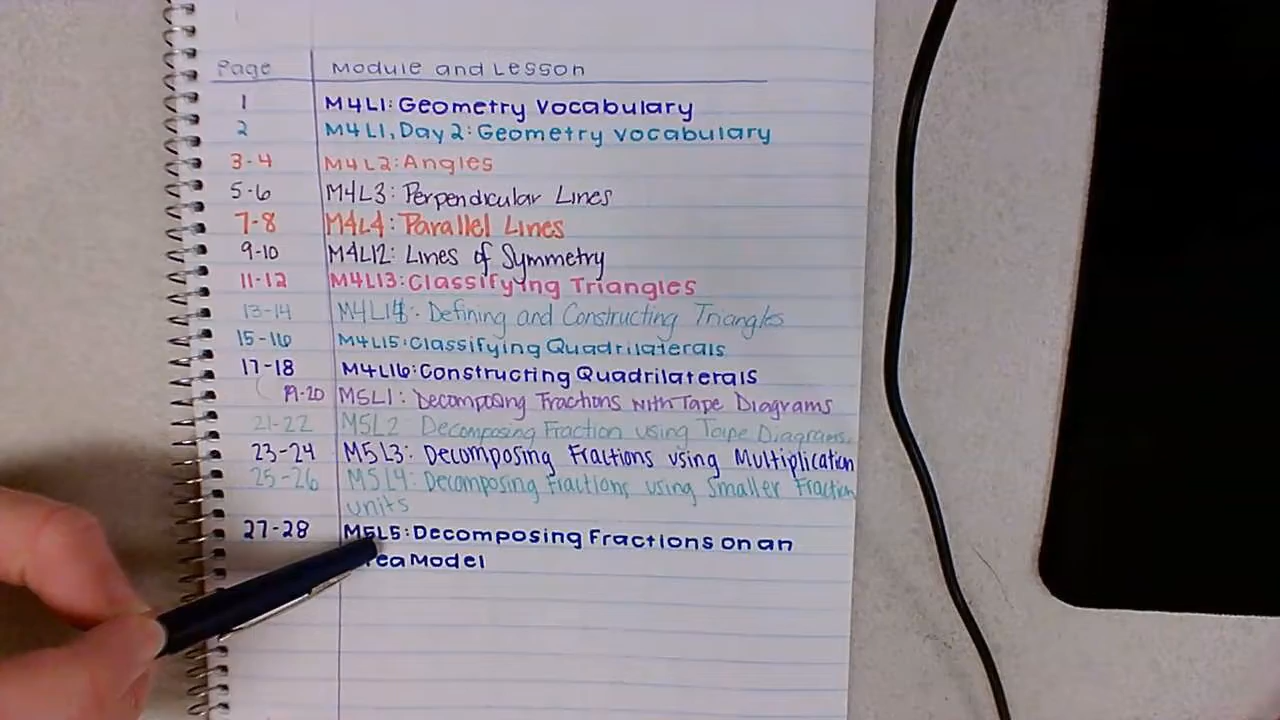 Page Module and Lesson
1 M4L1: Geometry Vocabulary
2 M4L1, Day 2: Geometry Vocabulary
3-4 M4L2: Angles
5-6 M4L3: Perpendicular Lines
7-8 M4L4: Parallel Lines
9-10 M4L12: Lines of Symmetry
11-12 M4L13: Classifying Triangles
13-14 Defining and Constructing Triangles
15-16 M4L15: Classifying Quadrilaterals
17-18 M4L16: Constructing Quadrilaterals
19-20 M5L1: Decomposing Fractions with Tape Diagrams
21-22 M5L2: Decomposing Fraction using Tape Diagrams
23-24 M5L3: Decomposing Fractions using Multiplication
25-26 M5L4: Decomposing Fractions using Smaller Fraction
units
27-28 M5L5: Decomposing Fractions on an
Model